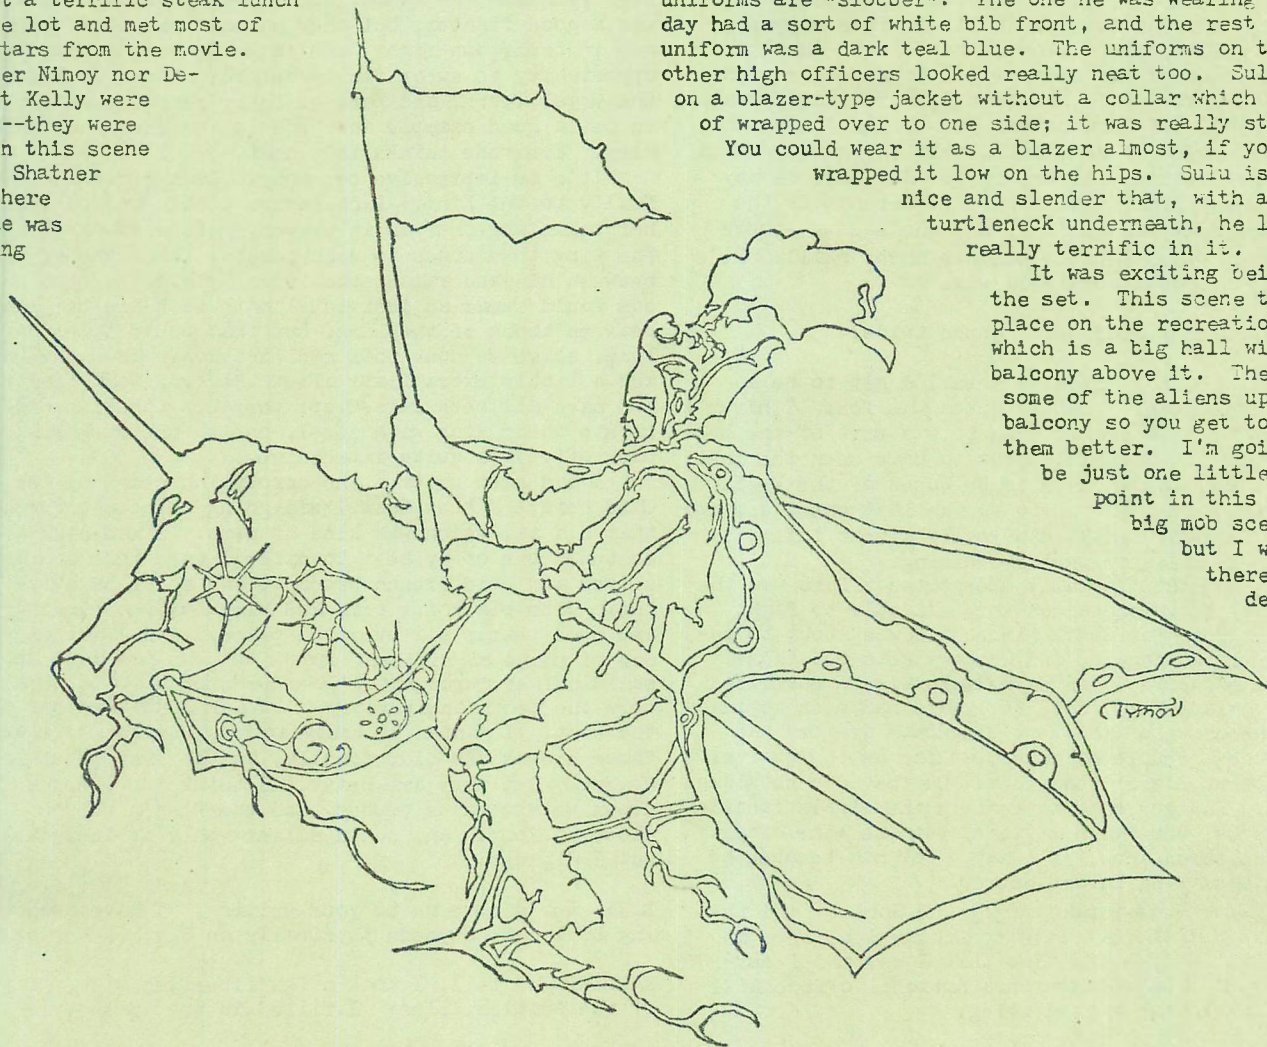 t a terrific steak lunch
e lot and met most of
tars from the movie.
er Nimoy nor De-
t Kelly were
--they were
n this scene
Shatner
here
e was
ng
uniforms are "slobber". The one he was wearing
day had a sort of white bib front, and the rest
uniform was a dark teal blue. The uniforms on t
other high officers looked really neat too. Sul
on a blazer-type jacket without a collar which
of wrapped over to one side; it was really st
You could wear it as a blazer almost, if yo
wrapped it low on the hips. Sulu is
nice and slender that, with a
turtleneck underneath, he l
really terrific in it.
It was exciting bei
the set. This scene t
place on the recreatio
which is a big hall wi
balcony above it. The
some of the aliens up
balcony so you get to
them better. I'm goi
be just one little
point in this
big mob sce
but I w
there
de